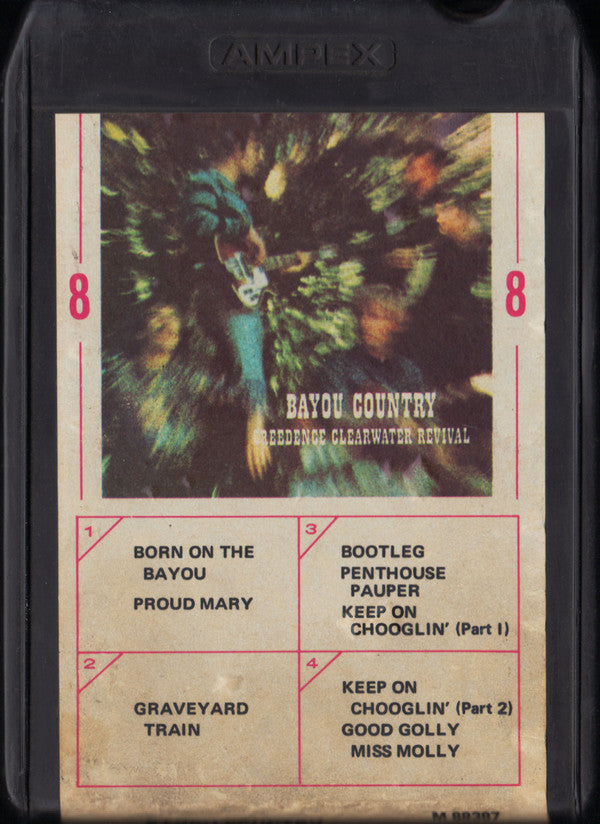 AMPEX
8
8
BAYOU COUNTRY
CREEDENCE CLEARWATER REVIVAL
1
BORN ON THE
BAYOU
PROUD MARY
3
BOOTLEG
PENTHOUSE
PAUPER
KEEP ON
CHOOGLIN' (Part I)
2
GRAVEYARD
TRAIN
4
KEEP ON
CHOOGLIN' (Part 2)
GOOD GOLLY
MISS MOLLY